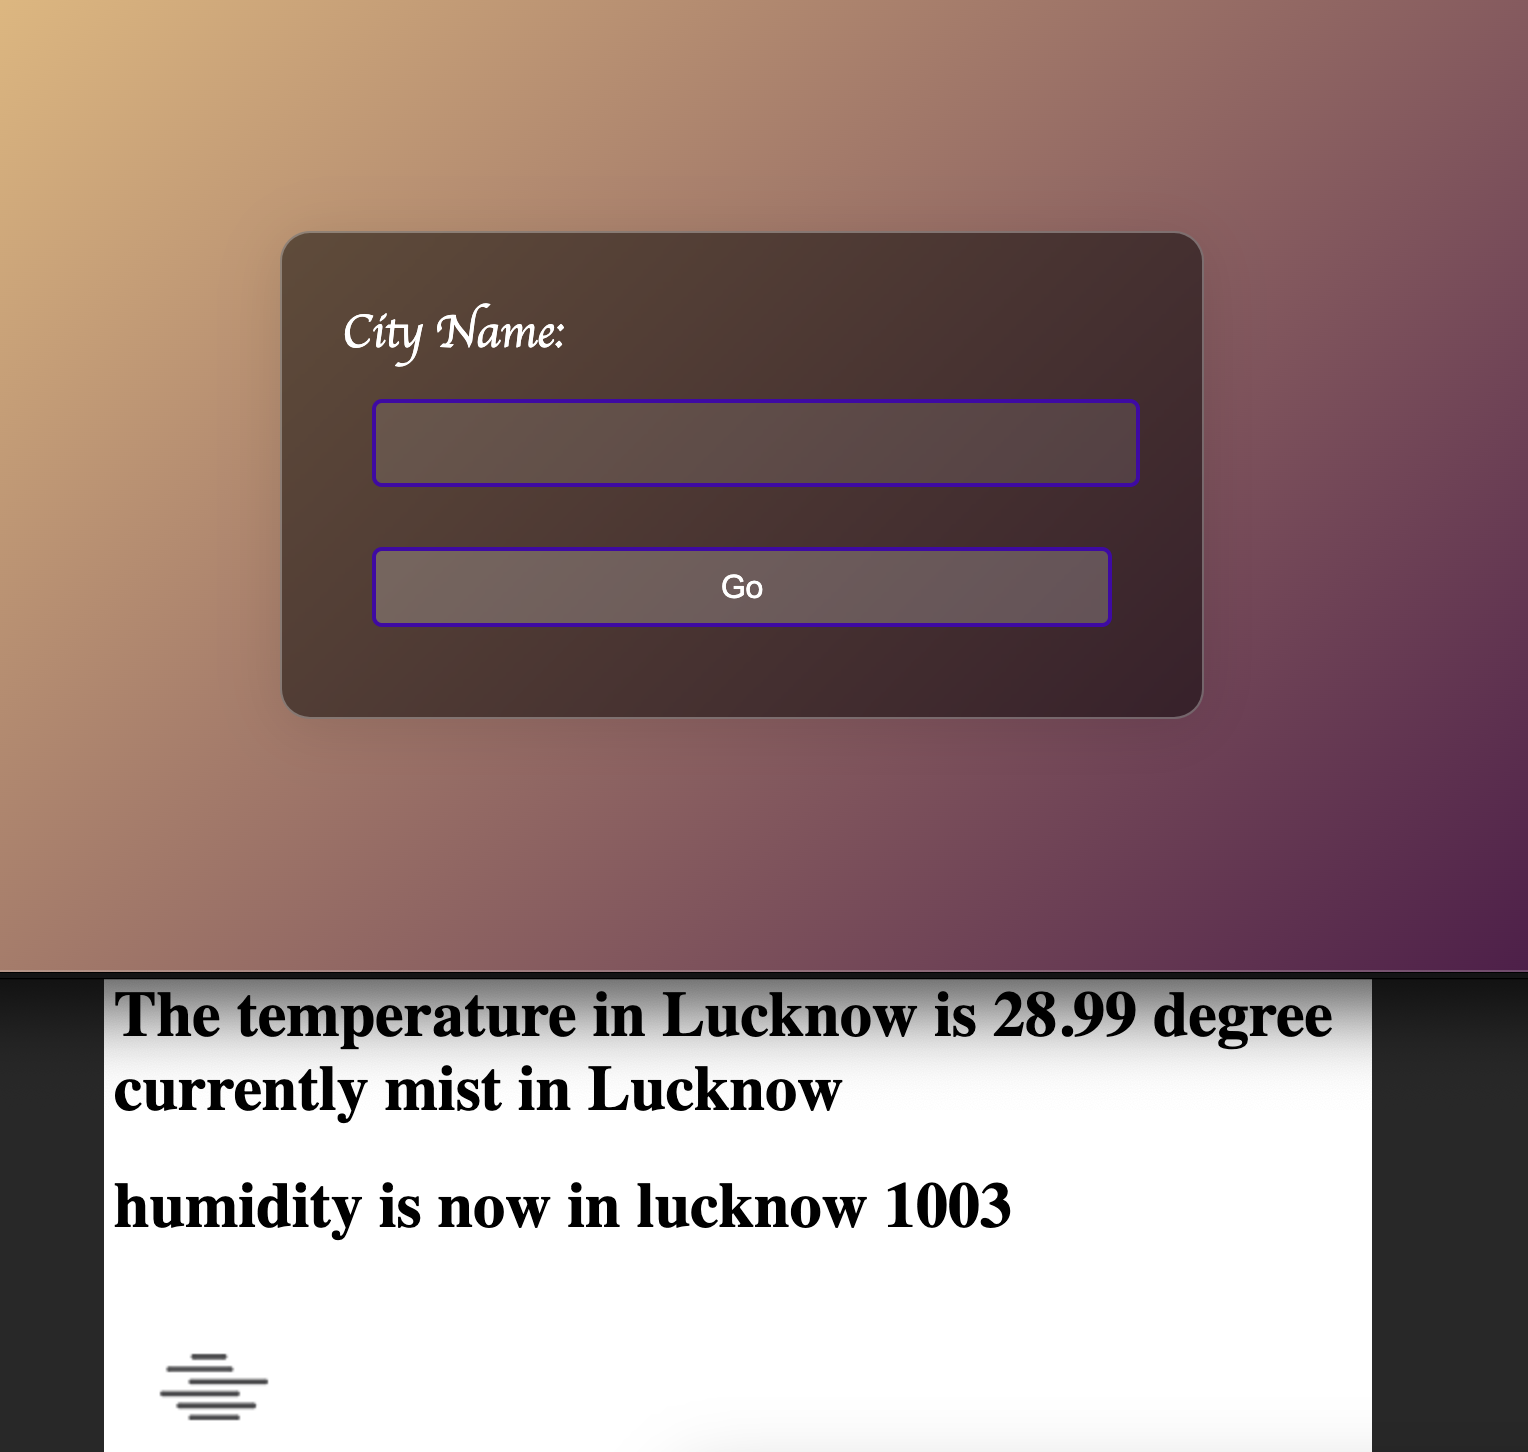 City Name:
Go
The temperature in Lucknow is 28.99 degree
currently mist in Lucknow
humidity is now in lucknow 1003